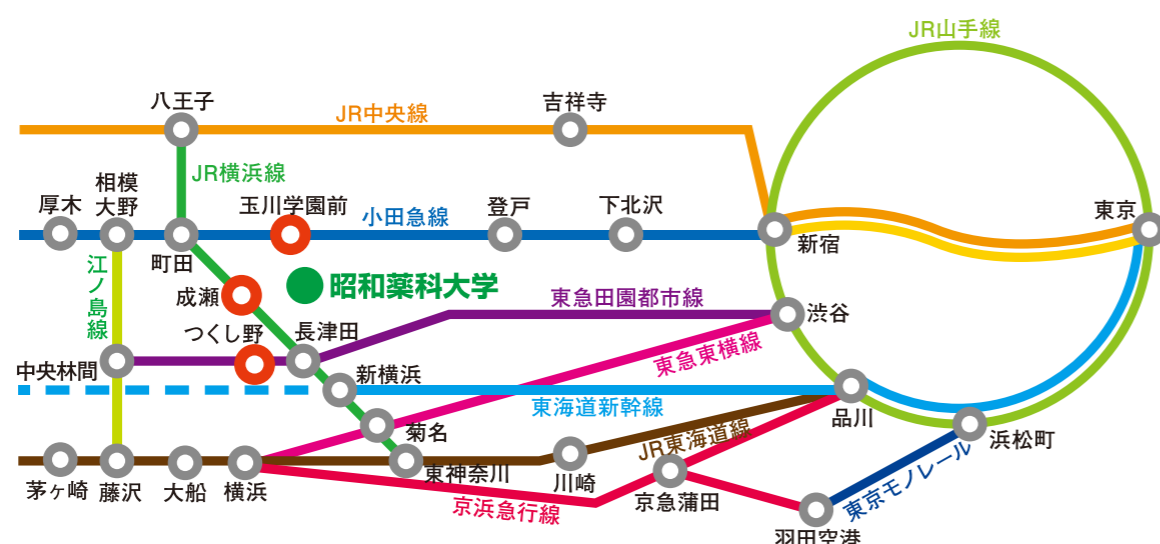 JR山手線
八王子
JR中央線
吉祥寺
JR横浜線
厚木
相模
大野
玉川学園前
小田急線
登戸
下北沢
東京
新宿
町田
江ノ島線
成瀬
昭和薬科大学
つくし野
長津田
東急田園都市線
渋谷
東急東横線
中央林間
新横浜
東海道新幹線
品川
菊名
JR東海道線
浜松町
茅ヶ崎
藤沢
大船
横浜
東神奈川
川崎
京急蒲田
京浜急行線
東京モノレール
羽田空港